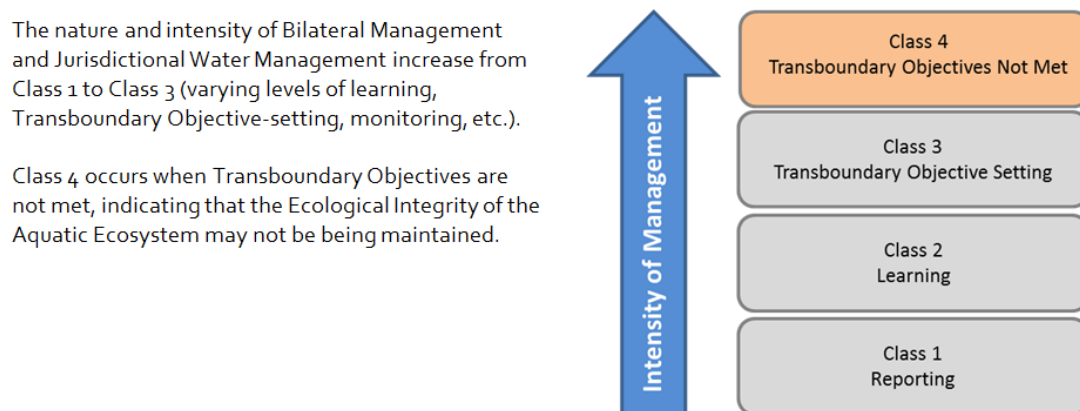 The nature and intensity of Bilateral Management
and Jurisdictional Water Management increase from
Class 1 to Class 3 (varying levels of learning,
Transboundary Objective-setting, monitoring, etc.).
Class 4 occurs when Transboundary Objectives are
not met, indicating that the Ecological Integrity of the
Aquatic Ecosystem may not be being maintained.
Intensity of Management
Class 4
Transboundary Objectives Not Met
Class 3
Transboundary Objective Setting
Class 2
Learning
Class 1
Reporting